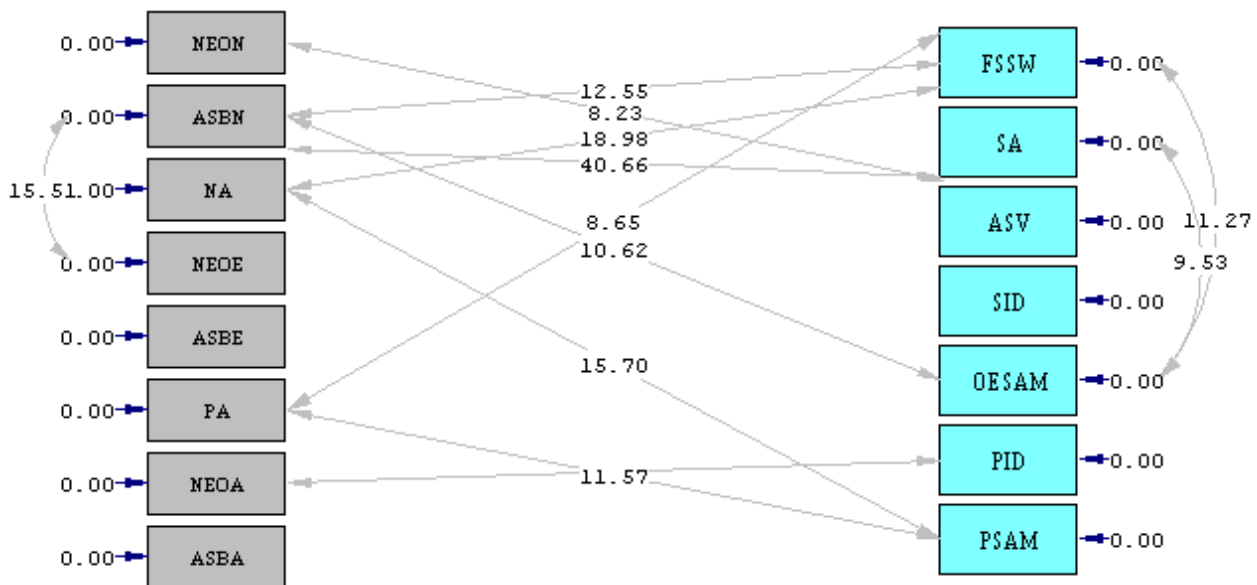 0.00 NEON
0.00 ASBN
15.51.00 NA
0.00 NEOE
0.00 ASBE
0.00 PA
0.00 NEOA
0.00 ASBA
12.55
8.23
18.98
40.66
8.65
10.62
15.70
11.57
FSSW 0.00
SA 0.00
ASV 0.00
SID 0.00
OESAM 0.00
PID 0.00
PSAM 0.00
11.27
9.53